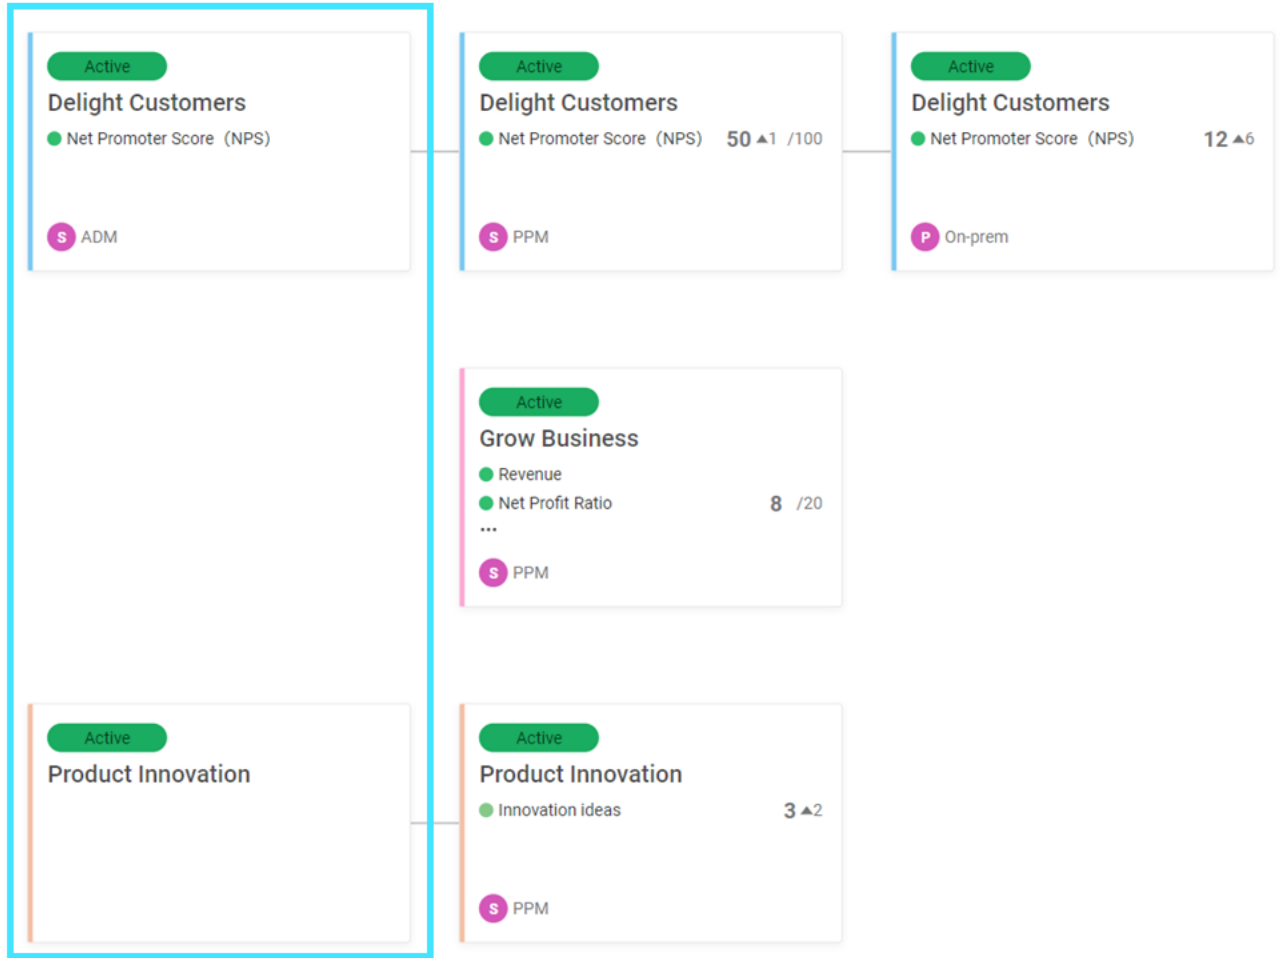 Active
Delight Customers
Net Promoter Score (NPS)
S ADM
Active
Delight Customers
Net Promoter Score (NPS) 50 ▲1 /100
S PPM
Active
Delight Customers
Net Promoter Score (NPS) 12 ▲6
P On-prem
Active
Grow Business
Revenue
Net Profit Ratio 8 /20
...
S PPM
Active
Product Innovation
Active
Product Innovation
Innovation ideas 3 ▲2
S PPM